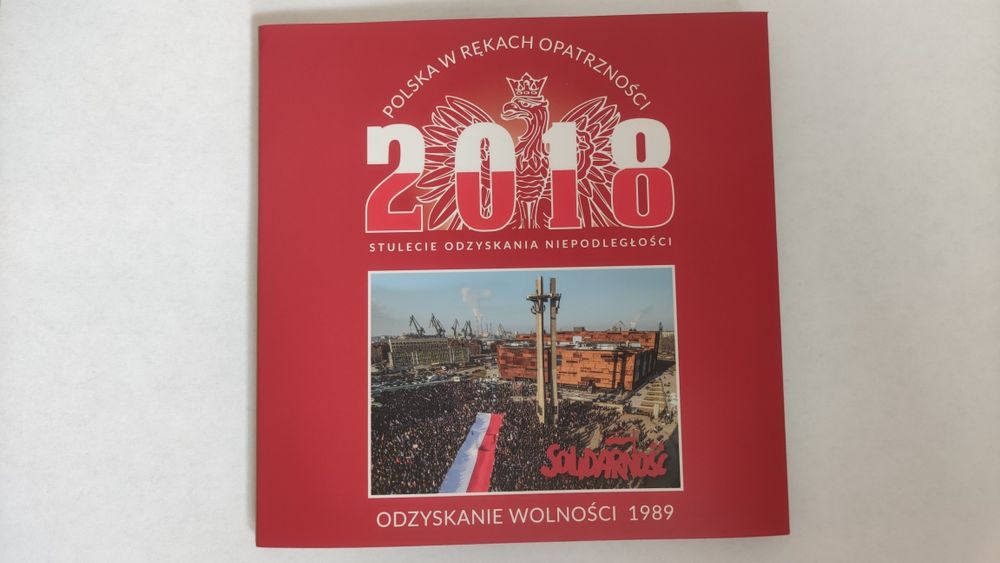 POLSKA W RĘKACH OPATRZNOŚCI
2018
STULECIE ODZYSKANIA NIEPODLEGŁOŚCI
SOLIDARNOŚĆ
ODZYSKANIE WOLNOŚCI 1989